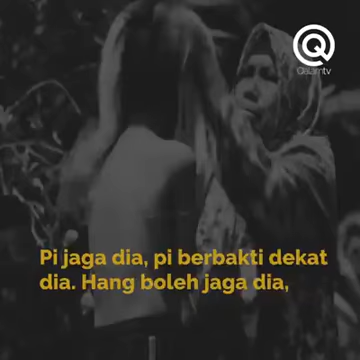 Qalamtv
Pi jaga dia, pi berbakti dekat
dia. Hang boleh jaga dia,